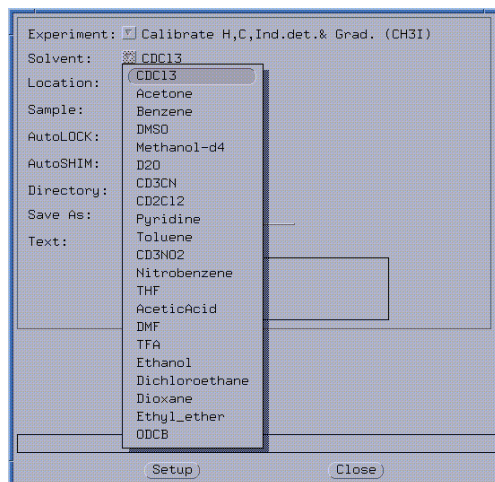 Experiment: Calibrate H,C,Ind.det.& Grad. (CH3I)
Solvent: CDCl3
Location:
Sample:
AutoLOCK:
AutoSHIM:
Directory:
Save As:
Text:
CDCl3
Acetone
Benzene
DMSO
Methanol-d4
D2O
CD3CN
CD2Cl2
Pyridine
Toluene
CD3NO2
Nitrobenzene
THF
AceticAcid
DMF
TFA
Ethanol
Dichloroethane
Dioxane
Ethyl_ether
ODCB
Setup
Close